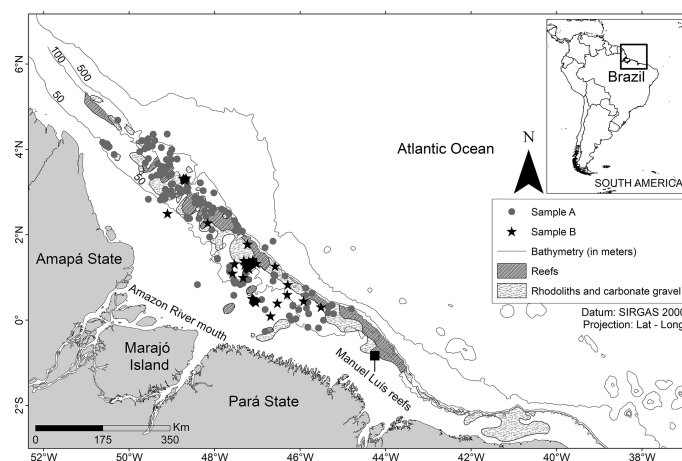 6°N
4°N
2°N
0°
2°S
100
500
50
50
Atlantic Ocean
N
Brazil
SOUTH AMERICA
Sample A
Sample B
Bathymetry (in meters)
Reefs
Rhodoliths and carbonate gravel
Datum: SIRGAS 2000
Projection: Lat - Long
Amapá State
Amazon River mouth
Marajó
Island
Pará State
Manuel Luis reefs
Km
0 175 350
52°W 50°W 48°W 46°W 44°W 42°W 40°W 38°W